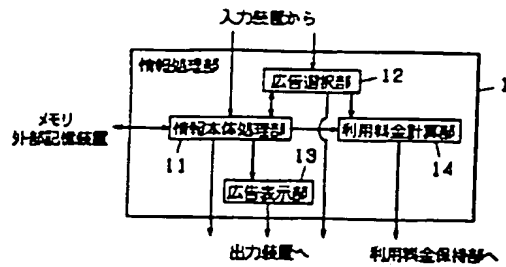 入力装置から
情報処理部
広告選択部
12
1
メモリ
外部記憶装置
情報本体処理部
利用料金計算部
11
13
14
広告表示部
出力装置へ
利用料金保持部へ